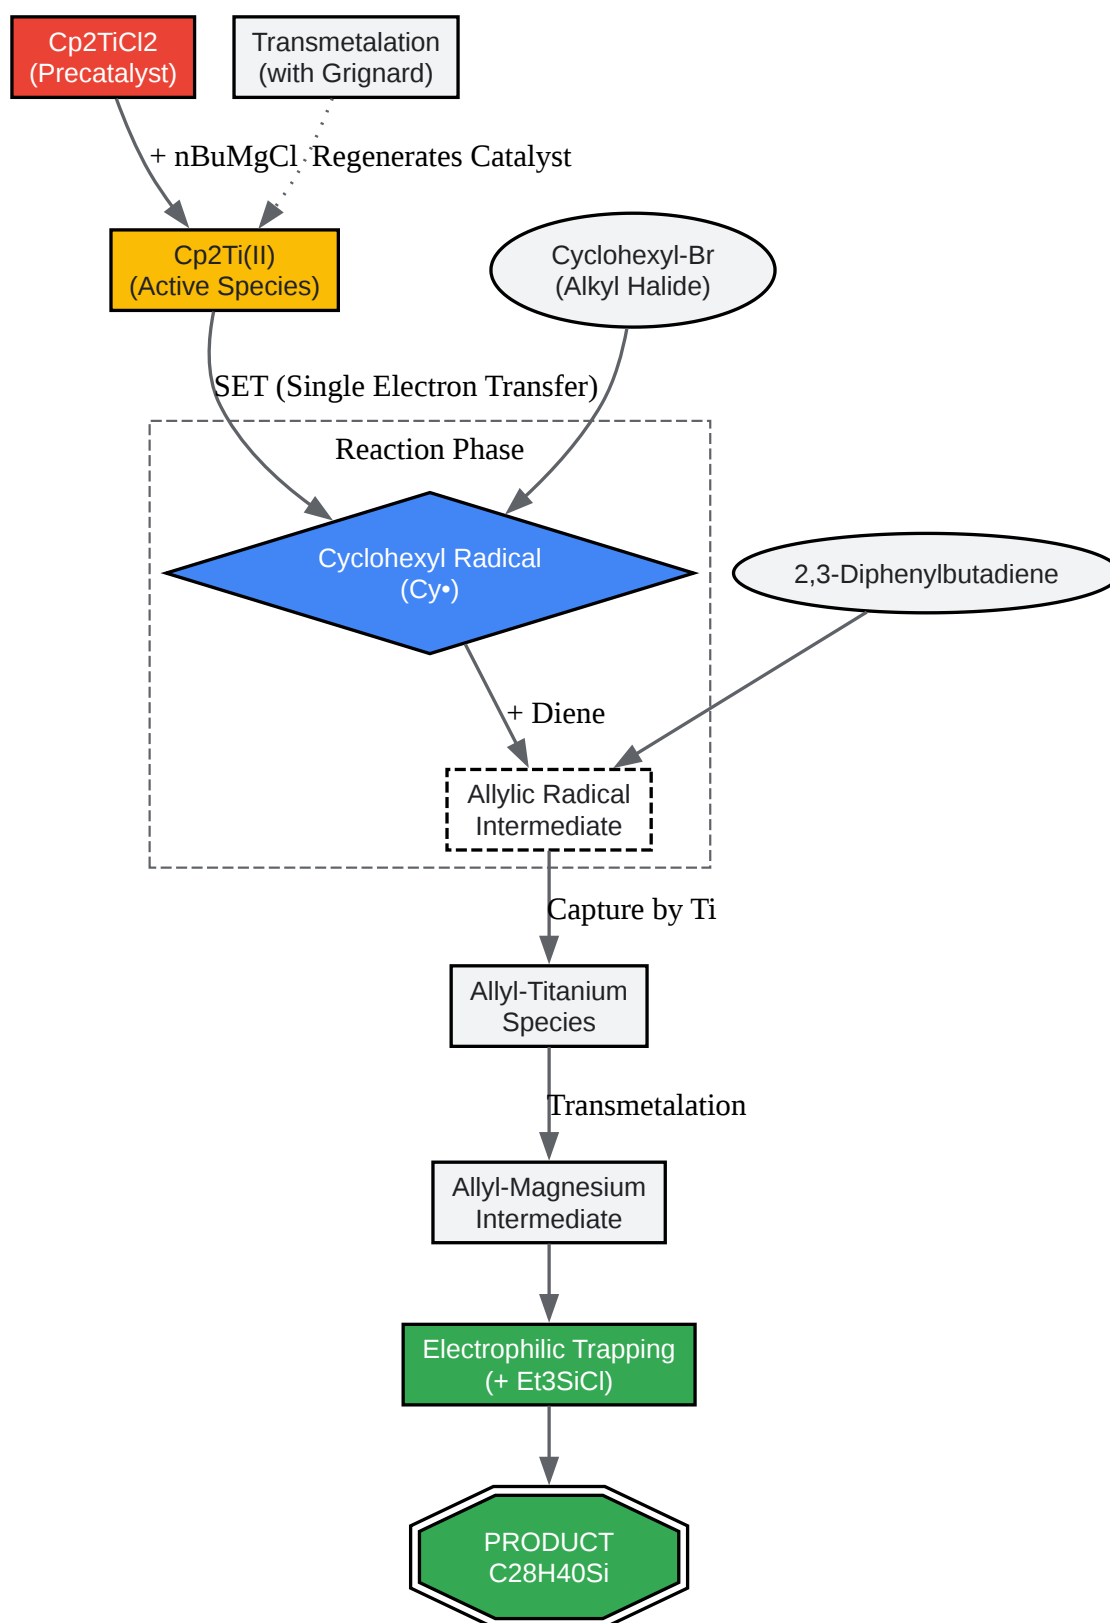 Cp2TiCl2
(Precatalyst)
Transmetalation
(with Grignard)
+ nBuMgCl
Regenerates Catalyst
Cp2Ti(II)
(Active Species)
Cyclohexyl-Br
(Alkyl Halide)
SET (Single Electron Transfer)
Reaction Phase
Cyclohexyl Radical
(Cy•)
2,3-Diphenylbutadiene
+ Diene
Allylic Radical
Intermediate
Capture by Ti
Allyl-Titanium
Species
Transmetalation
Allyl-Magnesium
Intermediate
Electrophilic Trapping
(+ Et3SiCl)
PRODUCT
C28H40Si